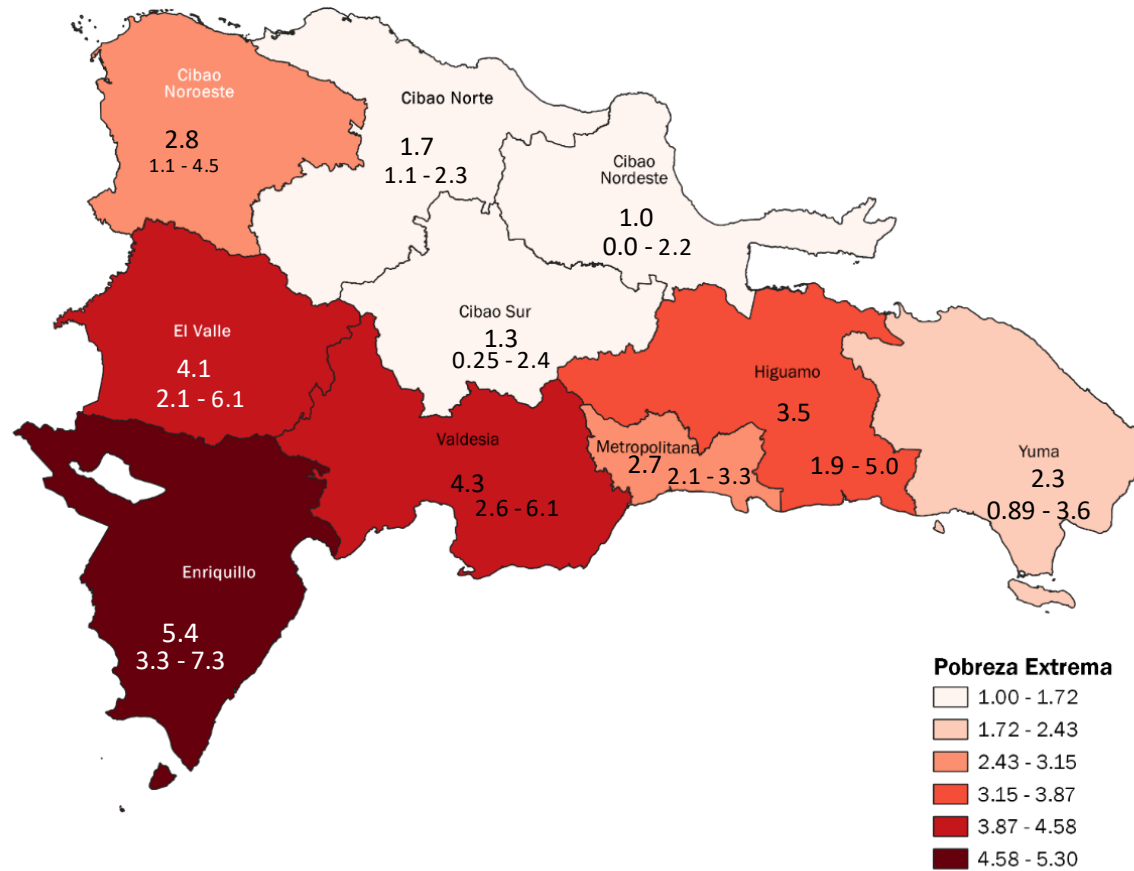 Cibao
Noroeste
2.8
1.1 - 4.5
Cibao Norte
1.7
1.1 - 2.3
Cibao
Nordeste
1.0
0.0 - 2.2
El Valle
4.1
2.1 - 6.1
Cibao Sur
1.3
0.25 - 2.4
Higuamo
3.5
1.9 - 5.0
Valdesia
4.3
2.6 - 6.1
Metropolitana
2.7
2.1 - 3.3
Yuma
2.3
0.89 - 3.6
Enriquillo
5.4
3.3 - 7.3
Pobreza Extrema
1.00 - 1.72
1.72 - 2.43
2.43 - 3.15
3.15 - 3.87
3.87 - 4.58
4.58 - 5.30